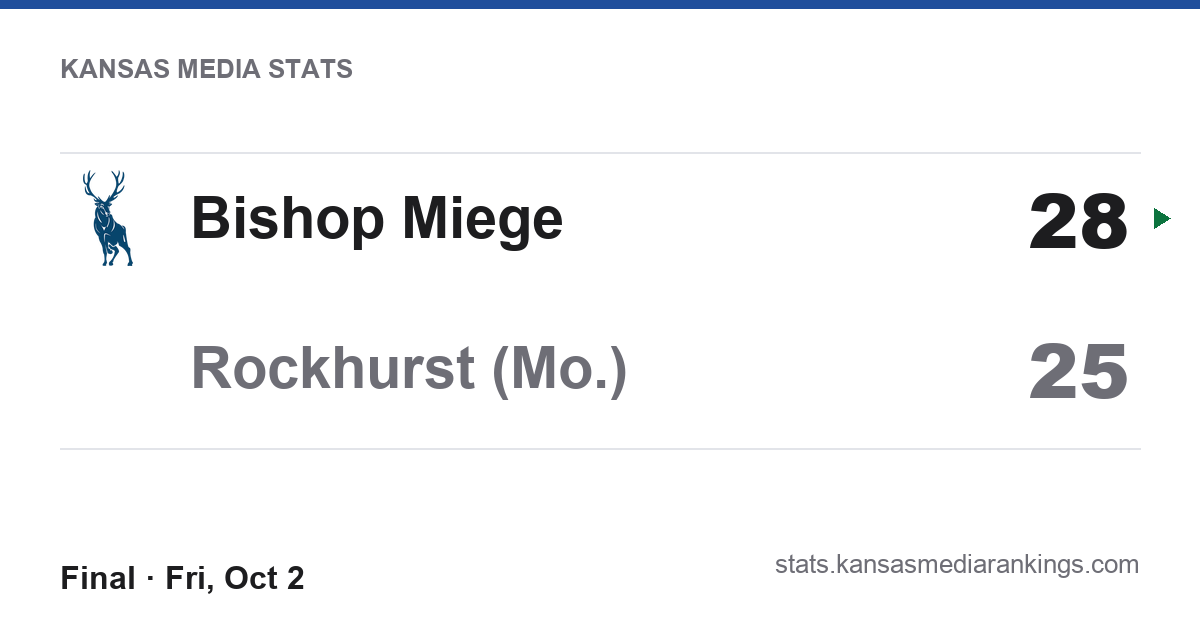 KANSAS MEDIA STATS
Bishop Miege 28
Rockhurst (Mo.) 25
Final · Fri, Oct 2
stats.kansasmediarankings.com